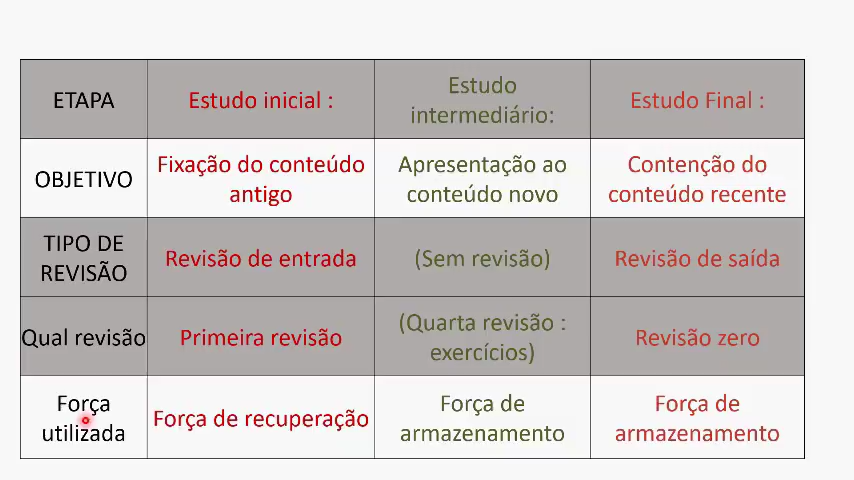 ETAPA
Estudo inicial :
Estudo
intermediário:
Estudo Final :
OBJETIVO
Fixação do conteúdo
antigo
Apresentação ao
conteúdo novo
Contenção do
conteúdo recente
TIPO DE
REVISÃO
Revisão de entrada
(Sem revisão)
Revisão de saída
Qual revisão
Primeira revisão
(Quarta revisão :
exercícios)
Revisão zero
Força
utilizada
Força de recuperação
Força de
armazenamento
Força de
armazenamento